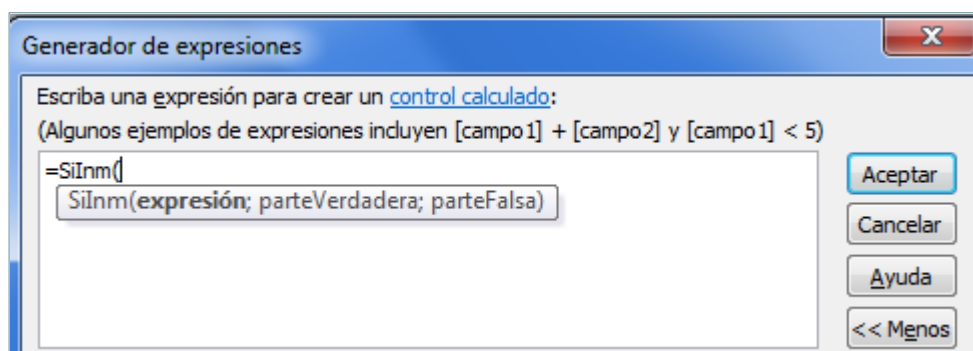 Generador de expresiones
Escriba una expresión para crear un control calculado:
(Algunos ejemplos de expresiones incluyen [campo1] + [campo2] y [campo1] < 5)
=SiInm(
SiInm(expresión; parteVerdadera; parteFalsa)
Aceptar
Cancelar
Ayuda
<< Menos